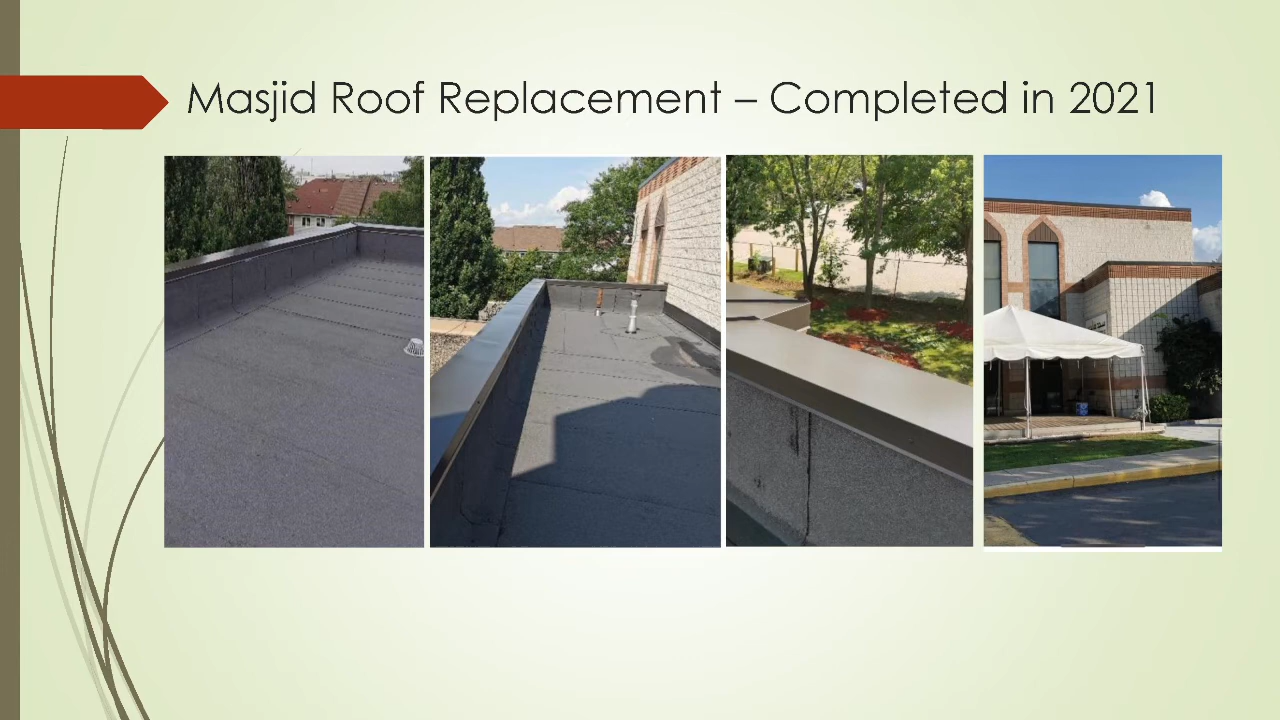 Masjid Roof Replacement – Completed in 2021